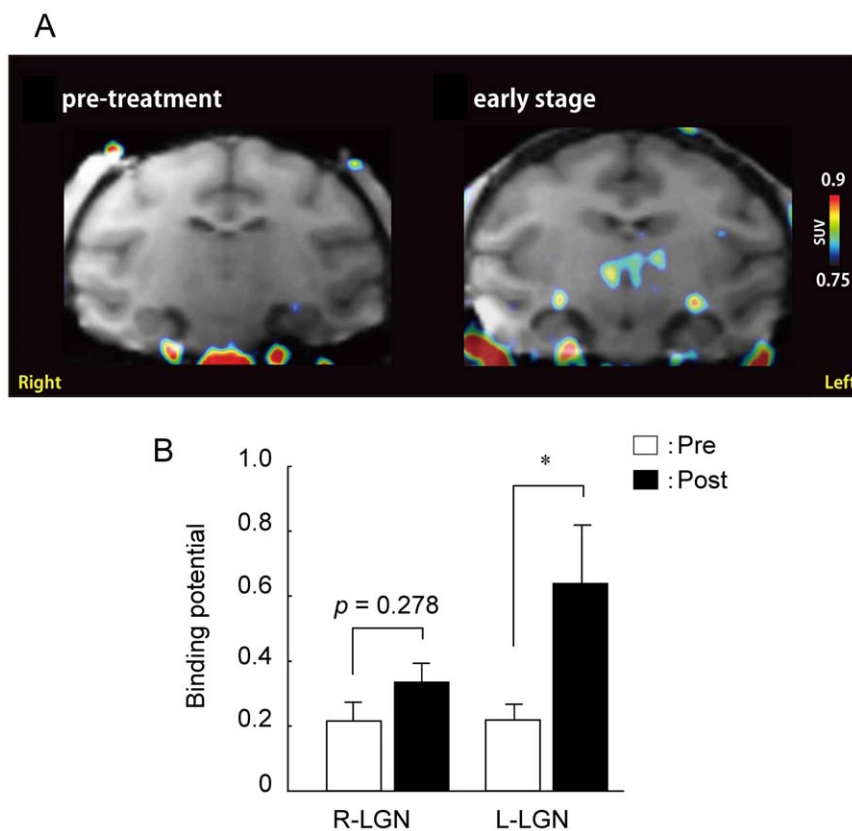 A
pre-treatment
early stage
0.9
SUV
0.75
Right
Left
B
: Pre
: Post
*
p = 0.278
Binding potential
1.0
0.8
0.6
0.4
0.2
0
R-LGN
L-LGN